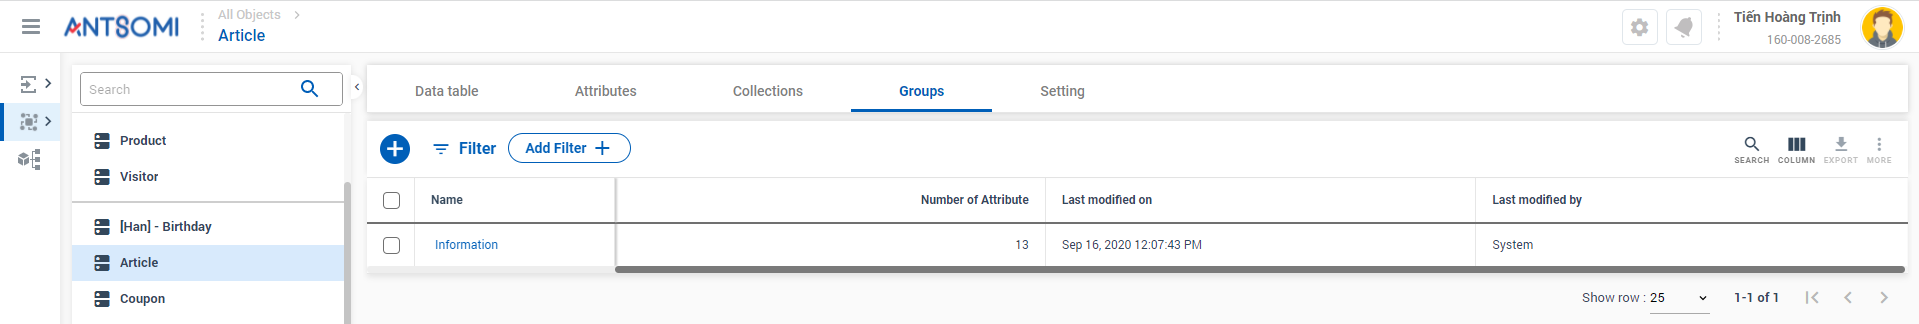 ANTSOMI
All Objects
Article
Tiến Hoàng Trịnh
160-008-2685
Search
Product
Visitor
[Han] - Birthday
Article
Coupon
Data table
Attributes
Collections
Groups
Setting
Filter
Add Filter
SEARCH
COLUMN
EXPORT
MORE
Name
Number of Attribute
Last modified on
Last modified by
Information
13
Sep 16, 2020 12:07:43 PM
System
Show row : 25
1-1 of 1